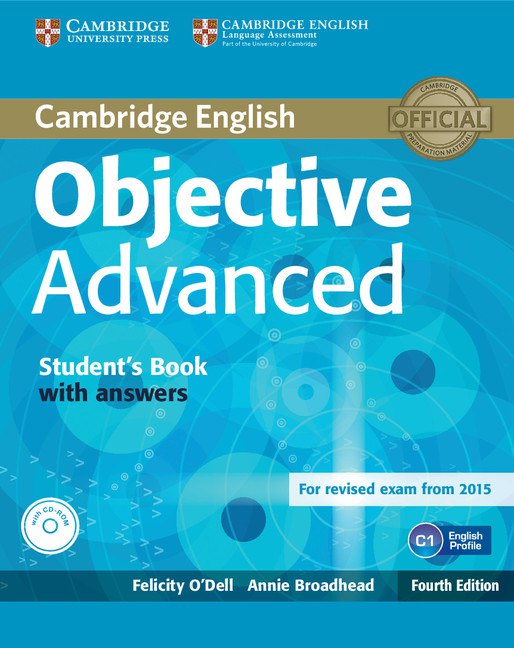 CAMBRIDGE
UNIVERSITY PRESS
CAMBRIDGE ENGLISH
Language Assessment
Part of the University of Cambridge
Cambridge English
CAMBRIDGE
OFFICIAL
PREPARATION MATERIAL
Objective
Advanced
Student's Book
with answers
For revised exam from 2015
with CD-ROM
C1
English
Profile
Felicity O'Dell Annie Broadhead
Fourth Edition